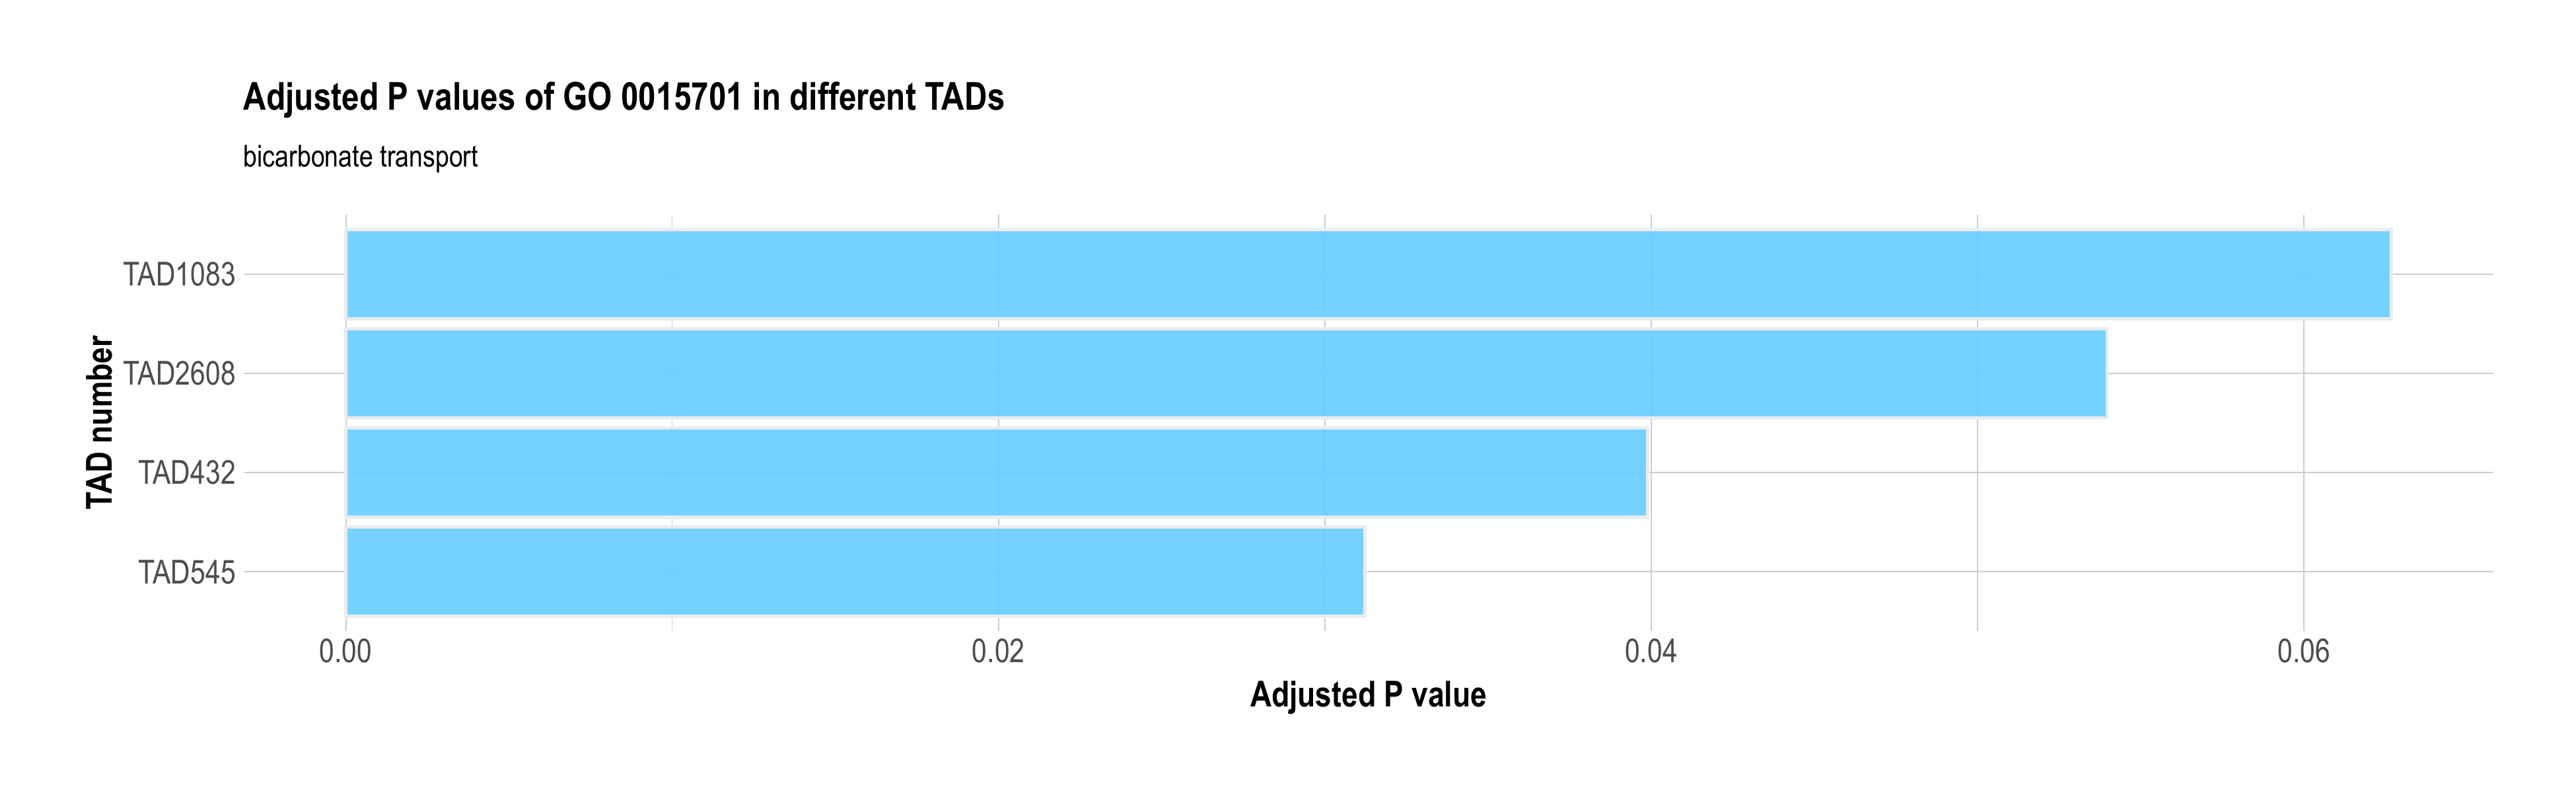 Adjusted P values of GO 0015701 in different TADs
bicarbonate transport
TAD number
TAD1083
TAD2608
TAD432
TAD545
0.00 0.02 0.04 0.06
Adjusted P value